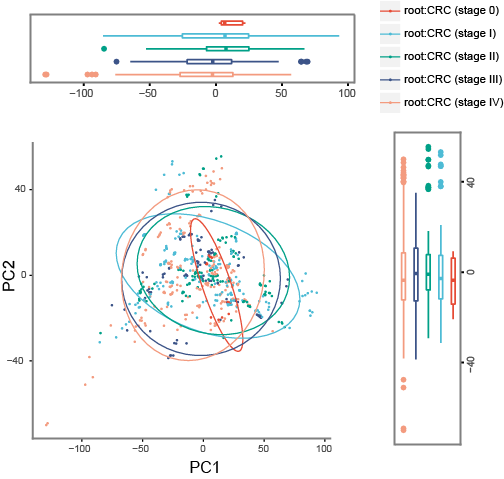 root:CRC (stage 0)
root:CRC (stage I)
root:CRC (stage II)
root:CRC (stage III)
root:CRC (stage IV)
−100 −50 0 50 100
40
0
−40
PC2
−100 −50 0 50 100
PC1
40
0
−40